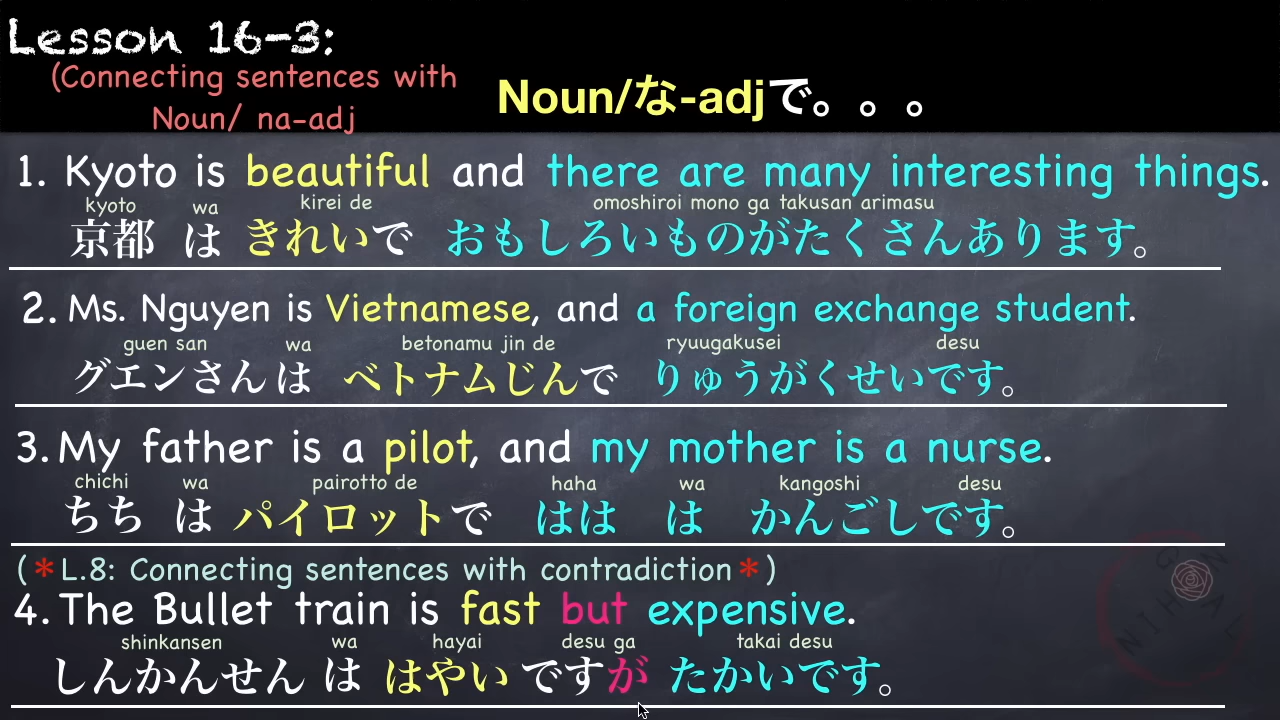 Lesson 16-3:
(Connecting sentences with
Noun/ na-adj
Noun/な-adjで。。。
1. Kyoto is beautiful and there are many interesting things.
kyoto wa kirei de omoshiroi mono ga takusan arimasu
京都 は きれいで おもしろいものがたくさんあります。
2. Ms. Nguyen is Vietnamese, and a foreign exchange student.
guen san wa betonamu jin de ryuugakusei desu
グエンさん は ベトナムじんで りゅうがくせいです。
3. My father is a pilot, and my mother is a nurse.
chichi wa pairotto de haha wa kangoshi desu
ちち は パイロットで はは は かんごしです。
(*L.8: Connecting sentences with contradiction*)
4. The Bullet train is fast but expensive.
shinkansen wa hayai desu ga takai desu
しんかんせん は はやい ですが たかいです。